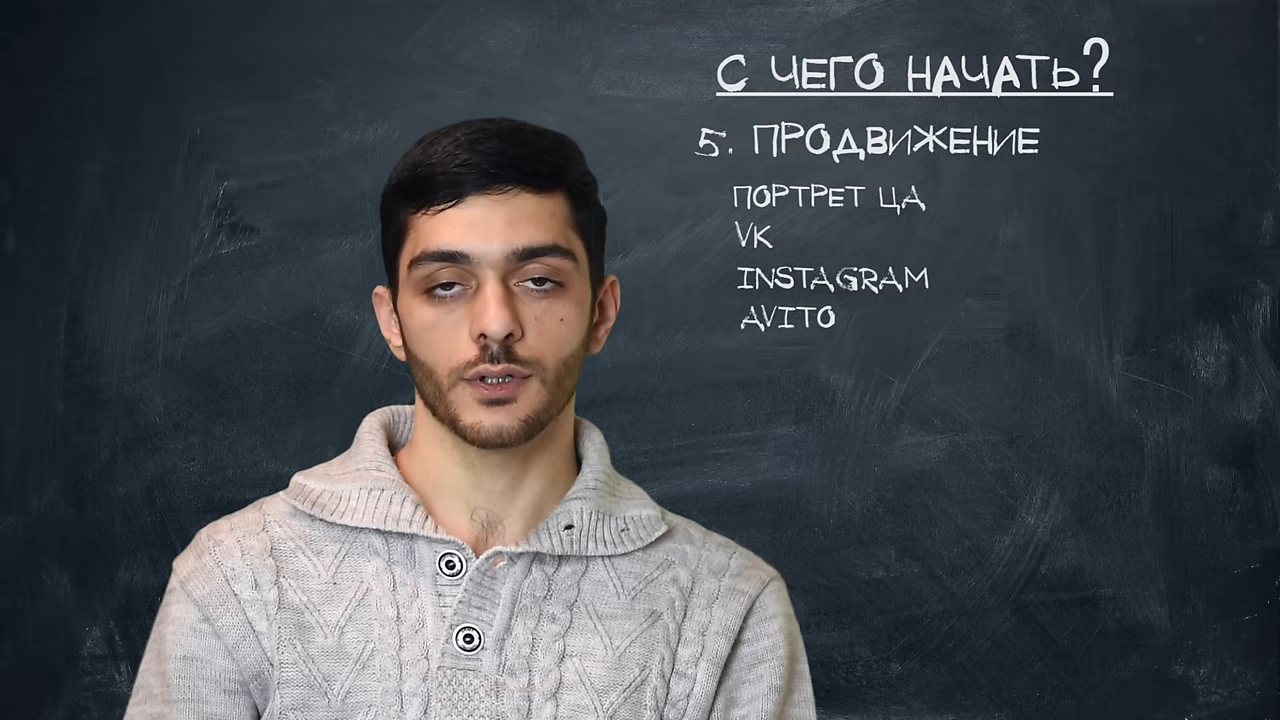 С ЧЕГО НАЧАТЬ?
5. ПРОДВИЖЕНИЕ
ПОРТРЕТ ЦА
VK
INSTAGRAM
AVITO